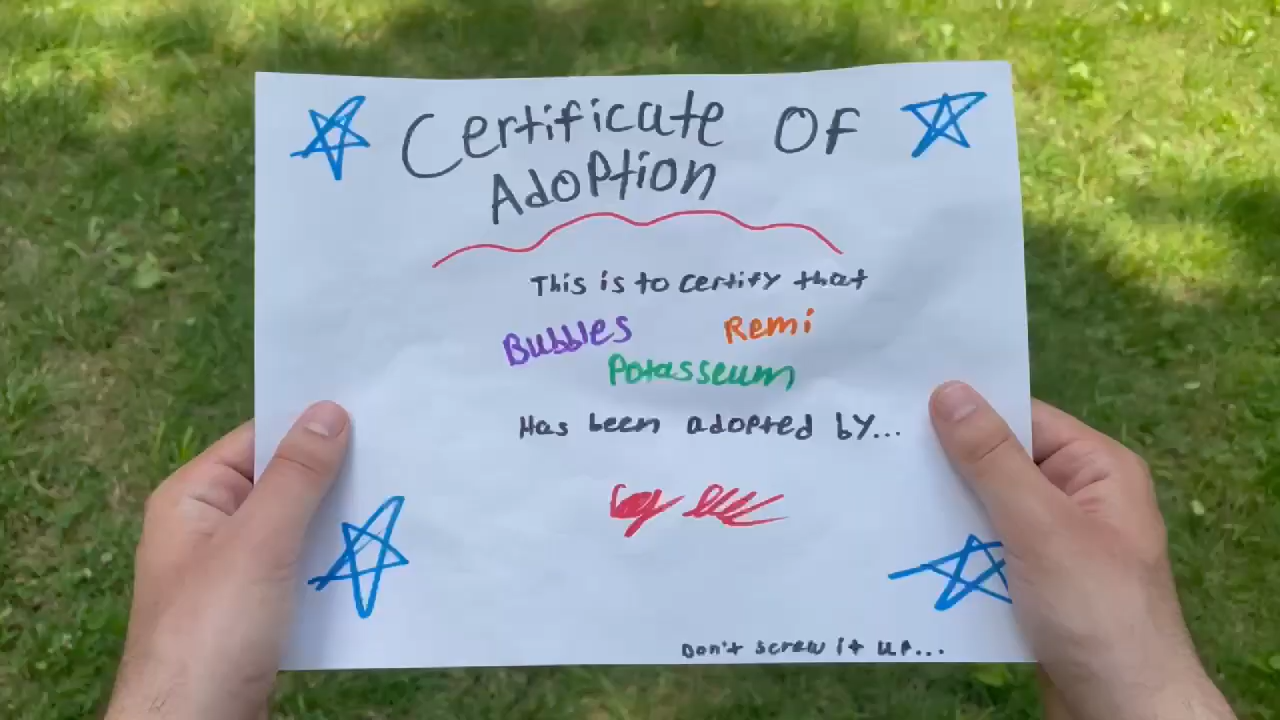 Certificate OF
Adoption
This is to certify that
Bubbles Remi
Potasseum
Has been adopted by...
Don't screw it up...